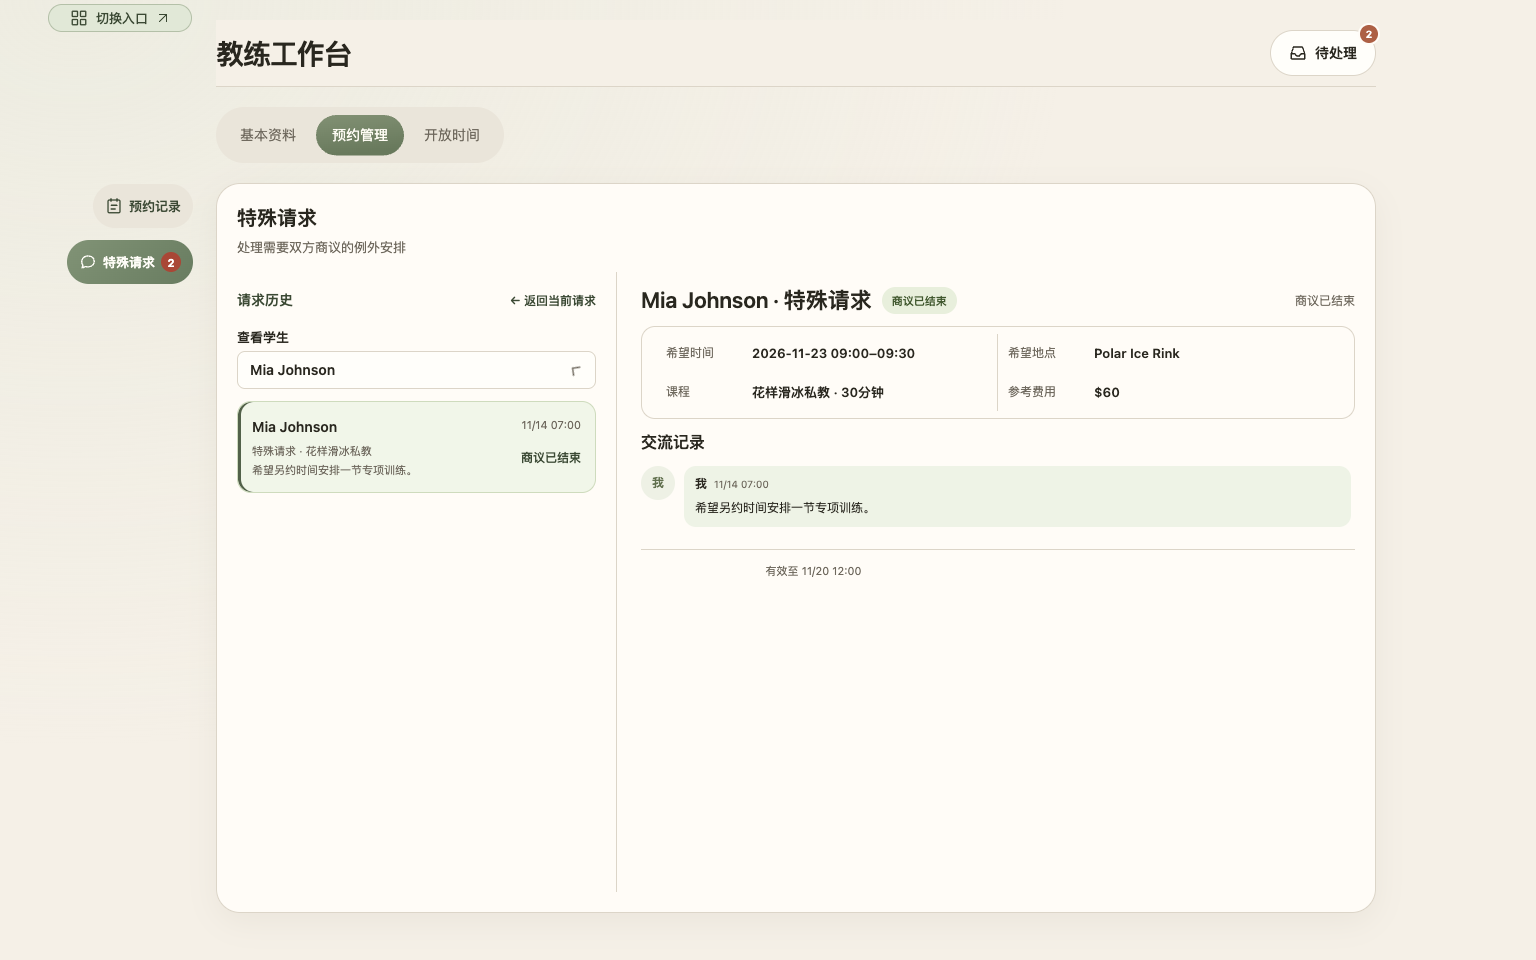 切换入口
教练工作台
待处理
2
基本资料
预约管理
开放时间
预约记录
特殊请求
2
特殊请求
处理需要双方商议的例外安排
请求历史
← 返回当前请求
查看学生
Mia Johnson
Mia Johnson
11/14 07:00
特殊请求 · 花样滑冰私教
商议已结束
希望另约时间安排一节专项训练。
Mia Johnson · 特殊请求
商议已结束
商议已结束
希望时间
2026-11-23 09:00–09:30
希望地点
Polar Ice Rink
课程
花样滑冰私教 · 30分钟
参考费用
$60
交流记录
我
我 11/14 07:00
希望另约时间安排一节专项训练。
有效至 11/20 12:00